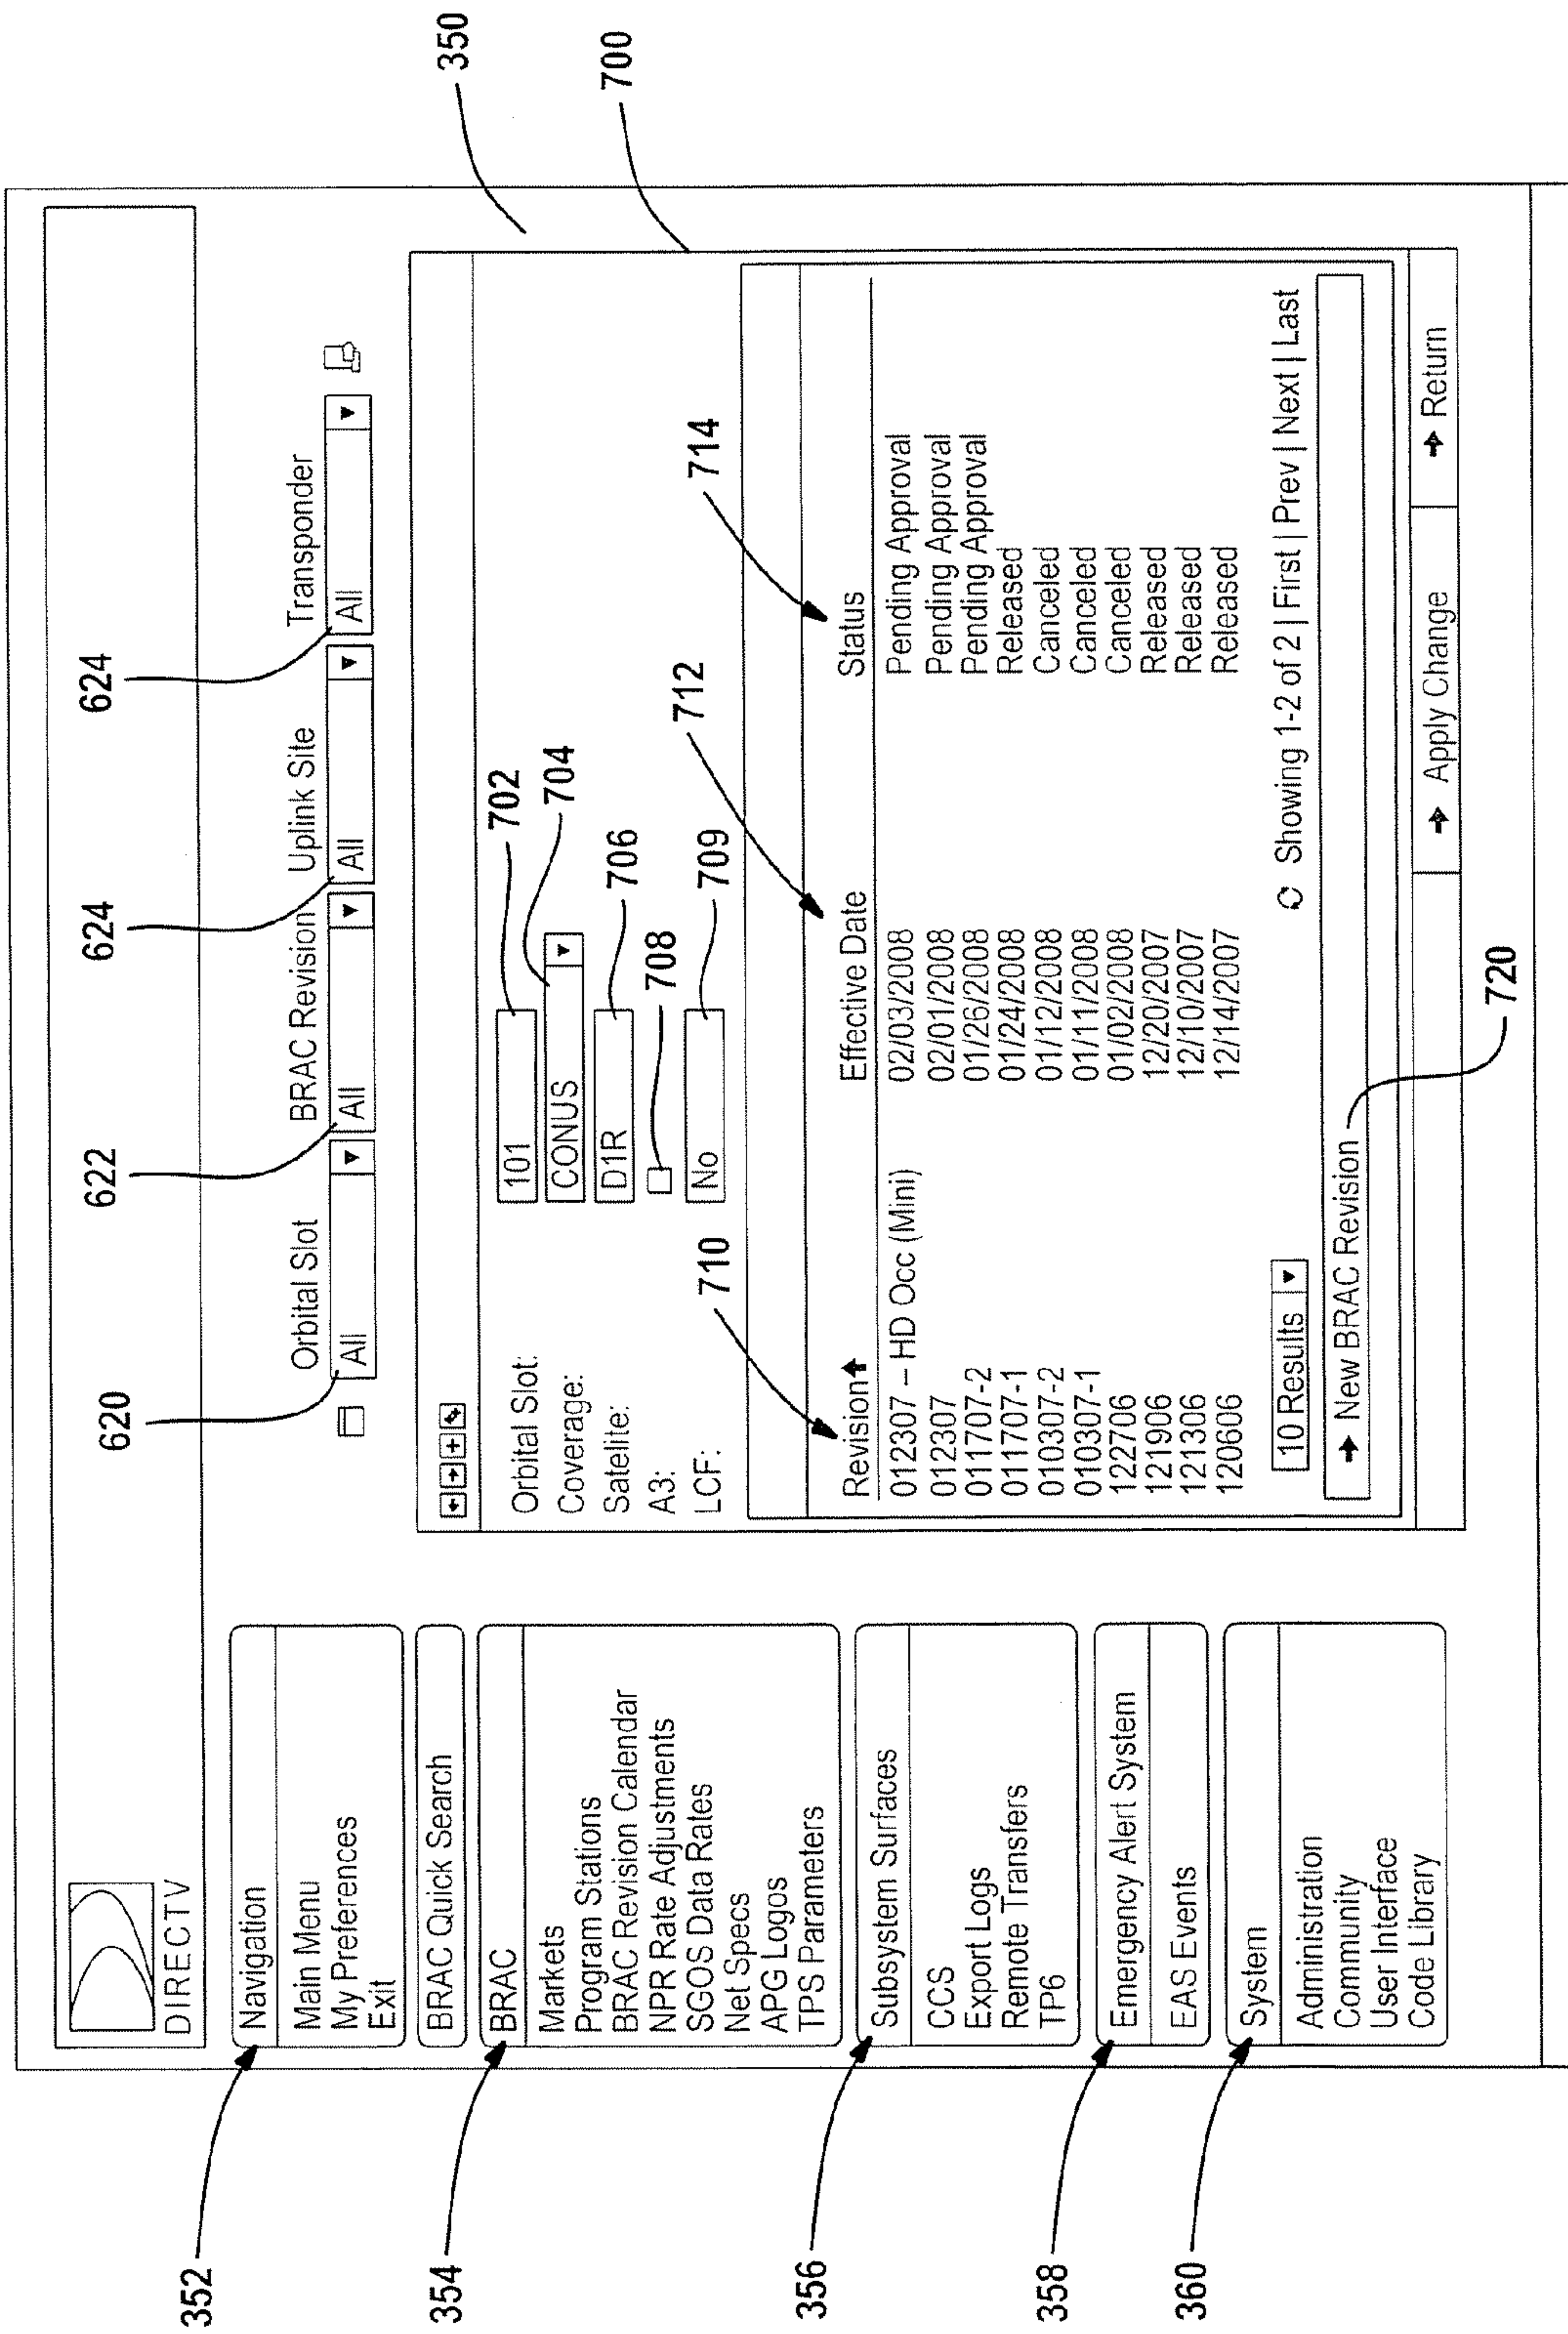 DIRECTV
352
Navigation
Main Menu
My Preferences
Exit
BRAC Quick Search
354
BRAC
Markets
Program Stations
BRAC Revision Calendar
NPR Rate Adjustments
SGOS Data Rates
Net Specs
APG Logos
TPS Parameters
356
Subsystem Surfaces
CCS
Export Logs
Remote Transfers
TP6
358
Emergency Alert System
EAS Events
360
System
Administration
Community
User Interface
Code Library
620 622 624 624
Orbital Slot BRAC Revision Uplink Site Transponder
All All All All
350
700
Orbital Slot: 101 702
Coverage: CONUS 704
Satelite: D1R 706
A3: 708
LCF: No 709
710 712 714
Revision Effective Date Status
012307 – HD Occ (Mini) 02/03/2008 Pending Approval
012307 02/01/2008 Pending Approval
011707-2 01/26/2008 Pending Approval
011707-1 01/24/2008 Released
010307-2 01/12/2008 Canceled
010307-1 01/11/2008 Canceled
122706 01/02/2008 Canceled
121906 12/20/2007 Released
121306 12/10/2007 Released
120606 12/14/2007 Released
10 Results Showing 1-2 of 2 | First | Prev | Next | Last
New BRAC Revision
720
Apply Change Return